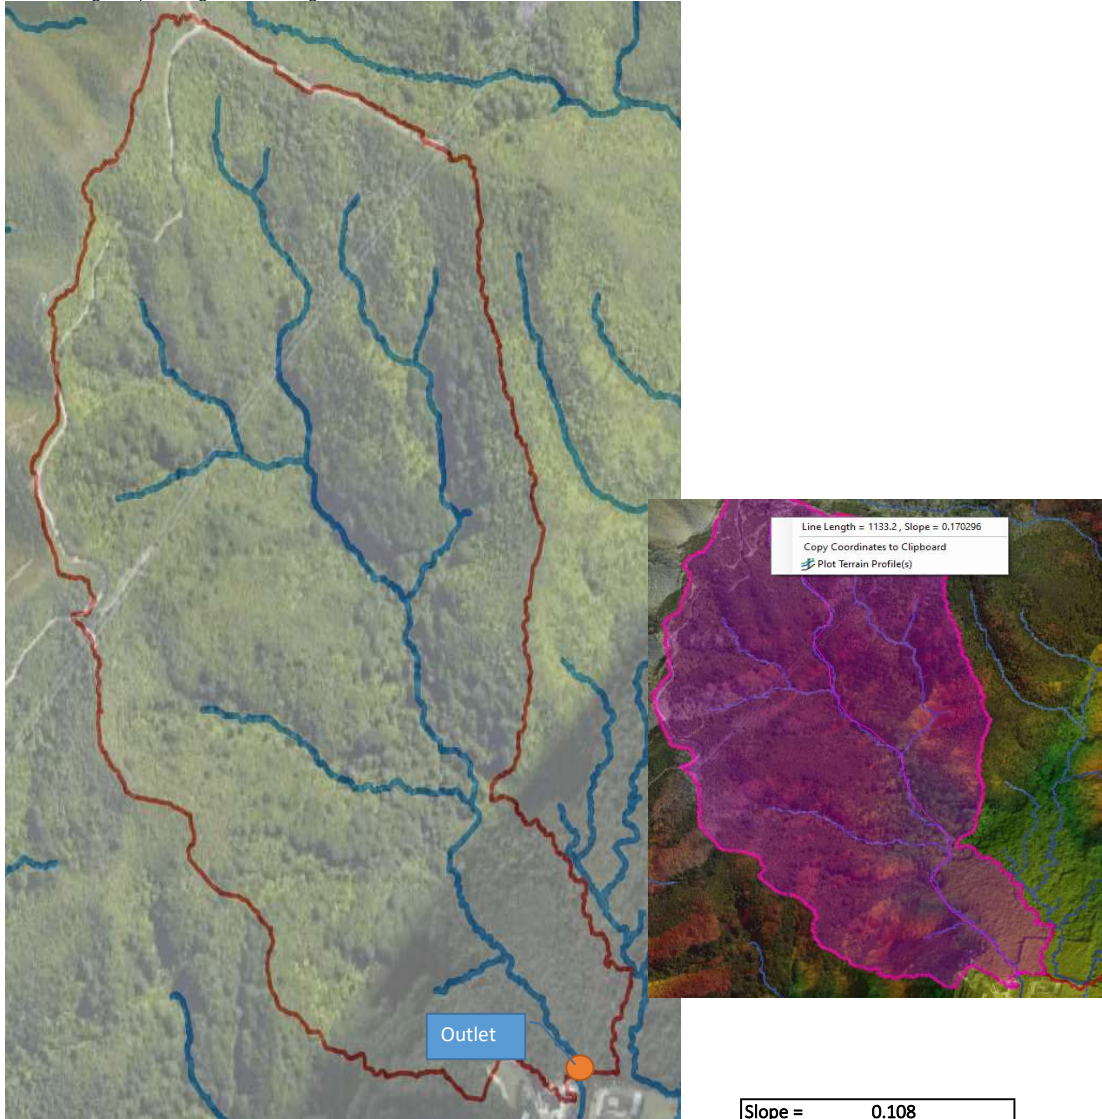 Line Length = 1133.2 , Slope = 0.170296
Copy Coordinates to Clipboard
Plot Terrain Profile(s)
Outlet
Slope = 0.108